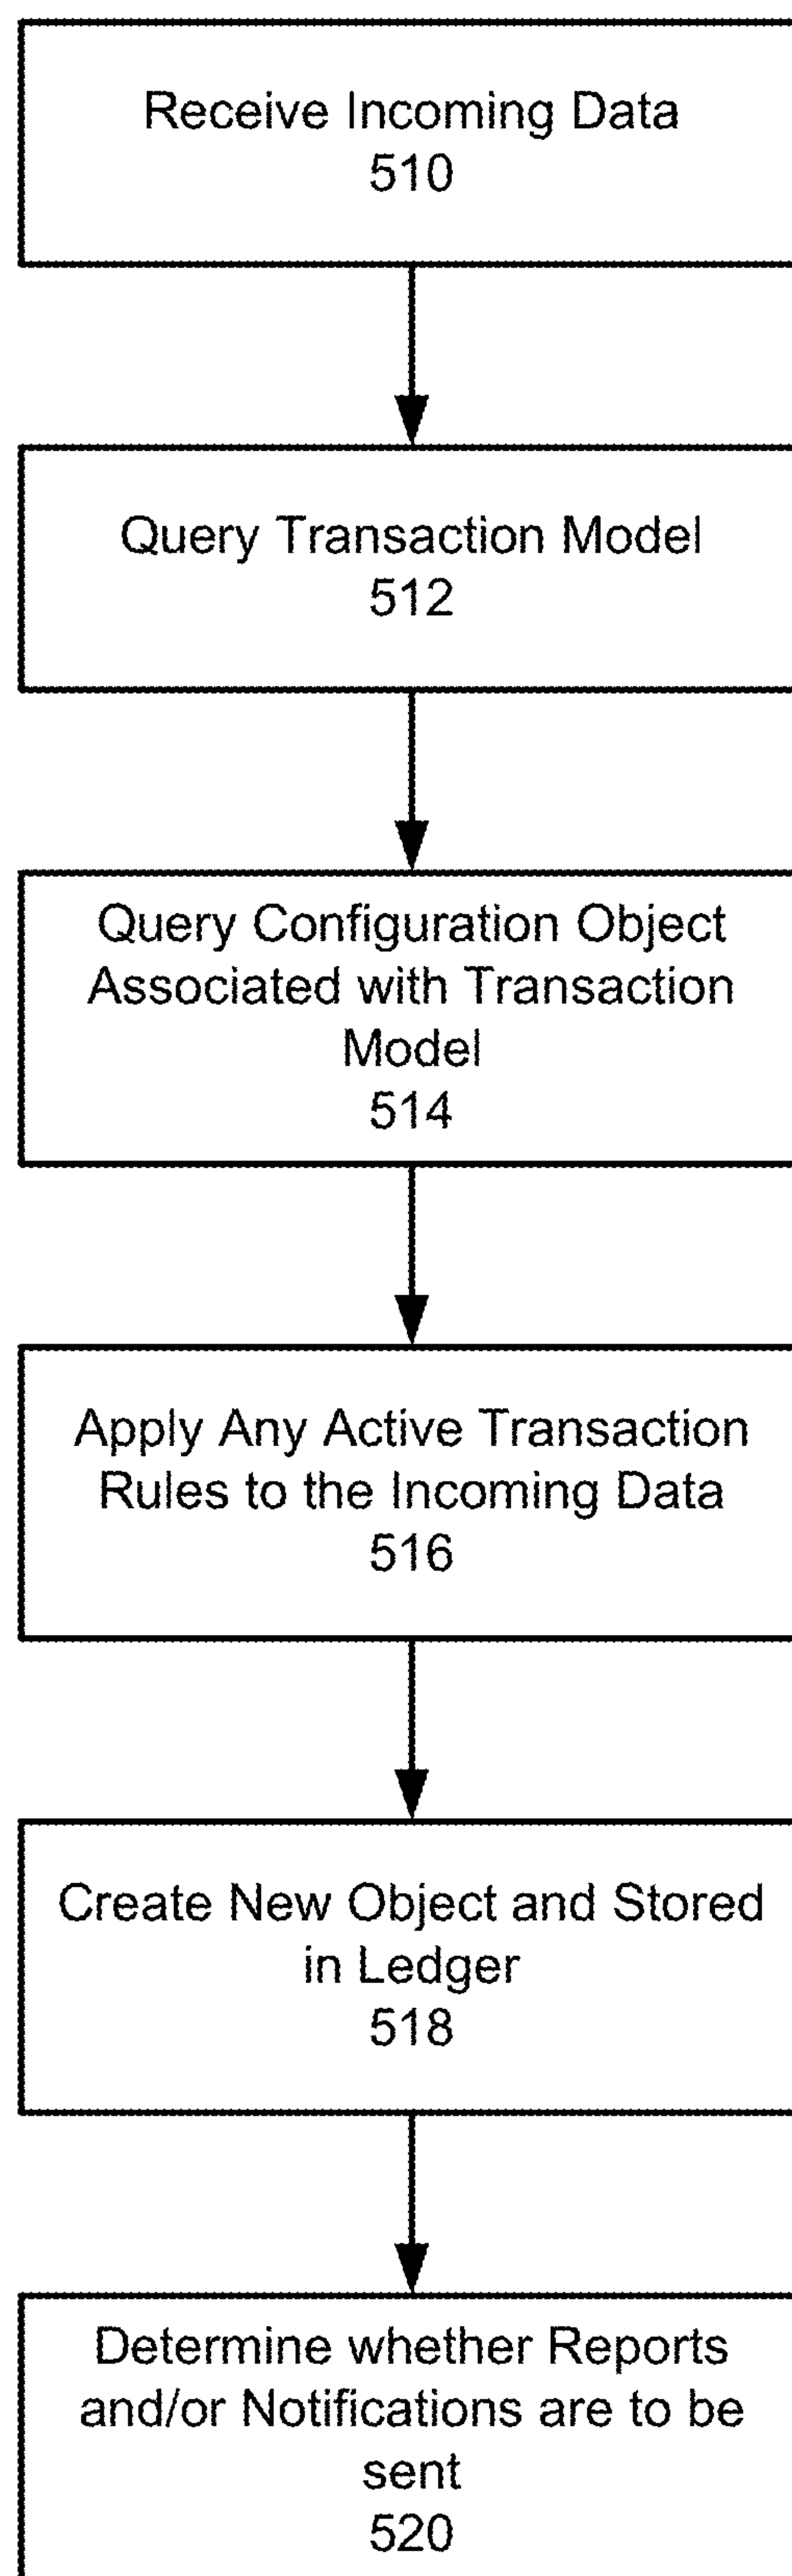 Receive Incoming Data
510
Query Transaction Model
512
Query Configuration Object
Associated with Transaction
Model
514
Apply Any Active Transaction
Rules to the Incoming Data
516
Create New Object and Stored
in Ledger
518
Determine whether Reports
and/or Notifications are to be
sent
520